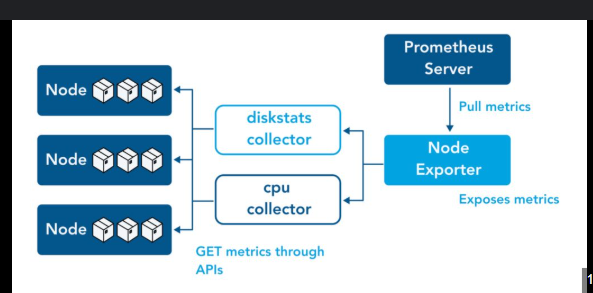 Prometheus
Server
Node
diskstats
collector
Pull metrics
Node
Node
Exporter
cpu
collector
Exposes metrics
Node
GET metrics through
APIs
1